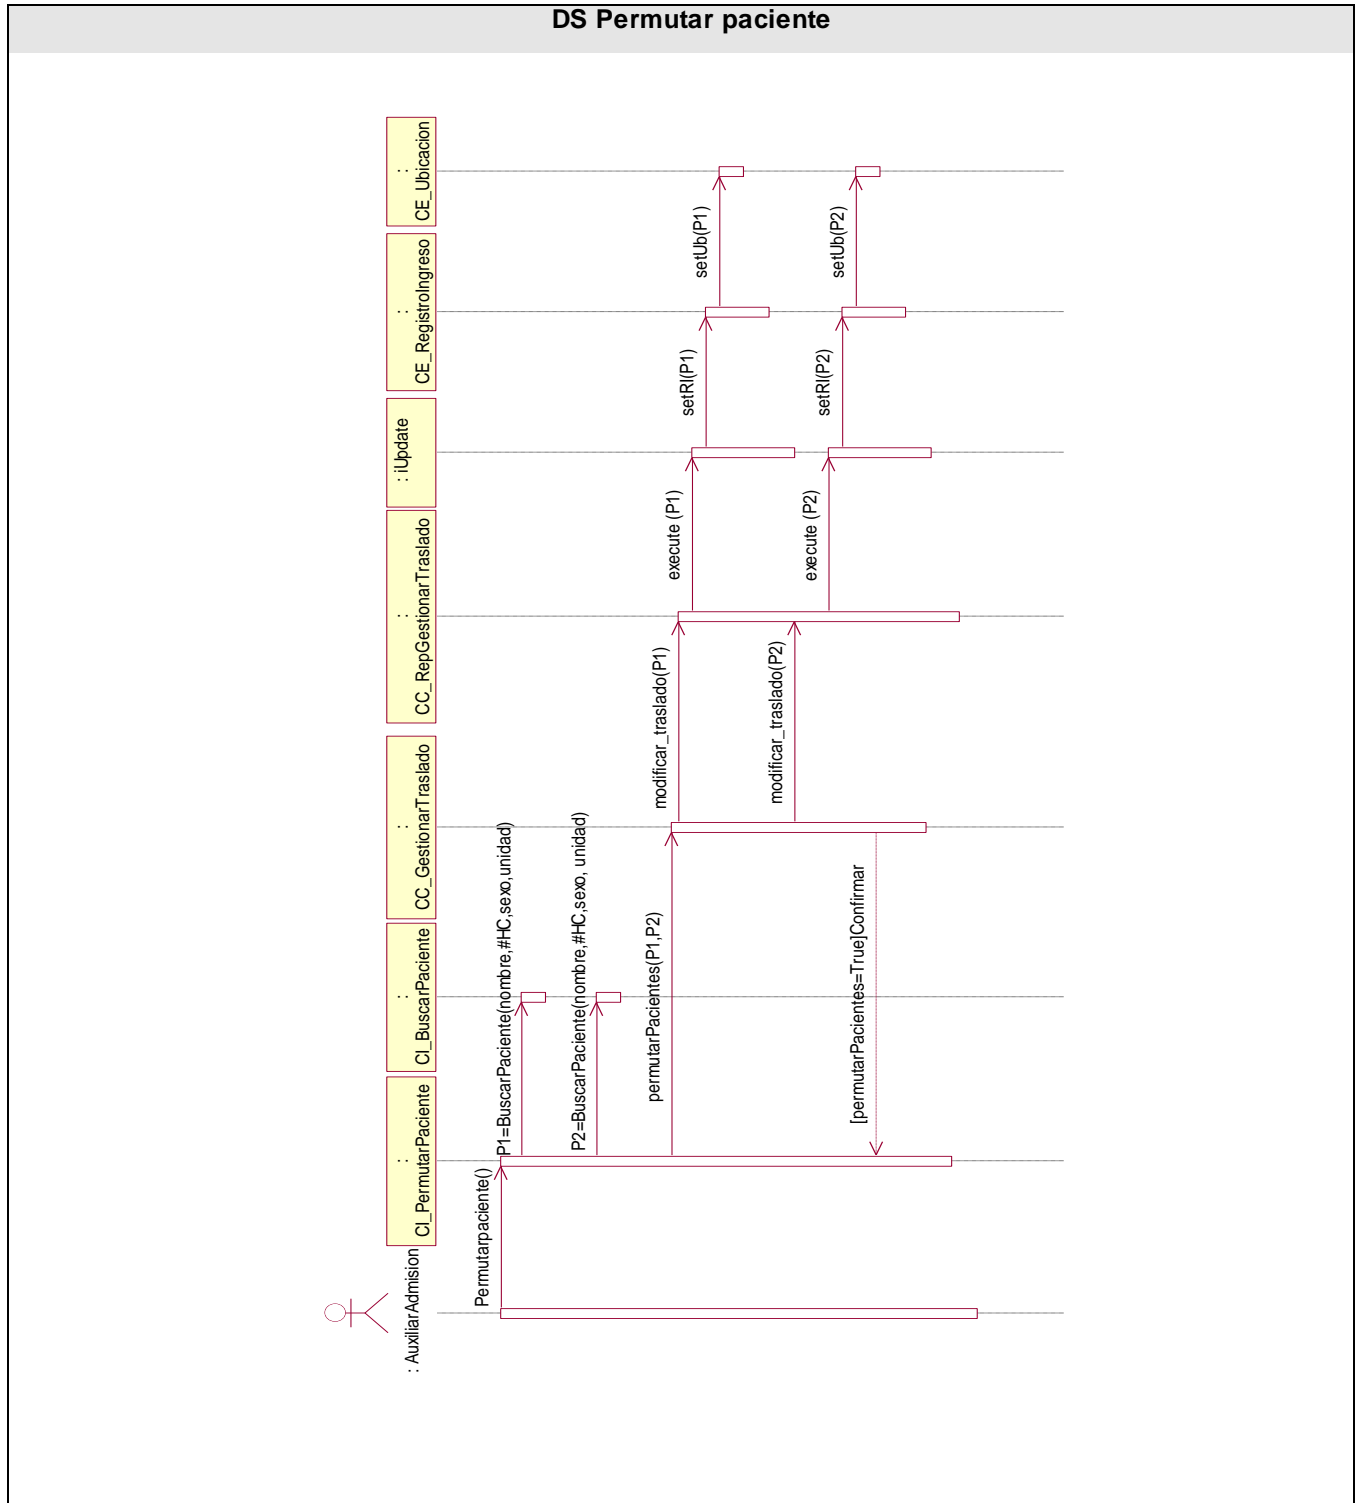 DS Permutar paciente
: AuxiliarAdmision
:
CI_PermutarPaciente
:
CI_BuscarPaciente
:
CC_GestionarTraslado
:
CC_RepGestionarTraslado
: iUpdate
:
CE_RegistroIngreso
:
CE_Ubicacion
Permutarpaciente()
P1=BuscarPaciente(nombre,#HC,sexo,unidad)
P2=BuscarPaciente(nombre,#HC,sexo, unidad)
permutarPacientes(P1,P2)
modificar_traslado(P1)
execute (P1)
setRI(P1)
setUb(P1)
modificar_traslado(P2)
execute (P2)
setRI(P2)
setUb(P2)
[permutarPacientes=True]Confirmar